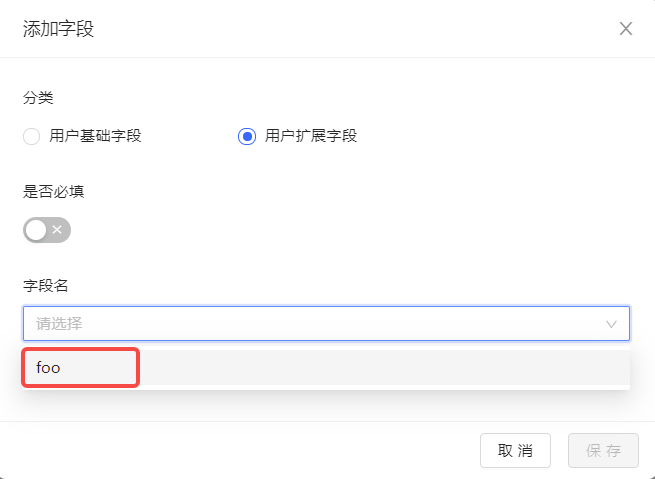 添加字段
分类
用户基础字段 用户扩展字段
是否必填
字段名
请选择
foo
取 消 保 存